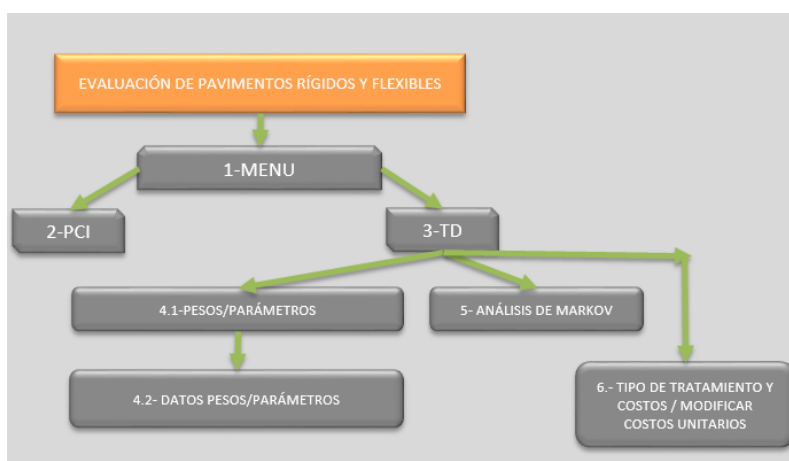 EVALUACIÓN DE PAVIMENTOS RÍGIDOS Y FLEXIBLES
1-MENU
2-PCI
3-TD
4.1-PESOS/PARÁMETROS
5- ANÁLISIS DE MARKOV
4.2- DATOS PESOS/PARÁMETROS
6.- TIPO DE TRATAMIENTO Y
COSTOS / MODIFICAR
COSTOS UNITARIOS